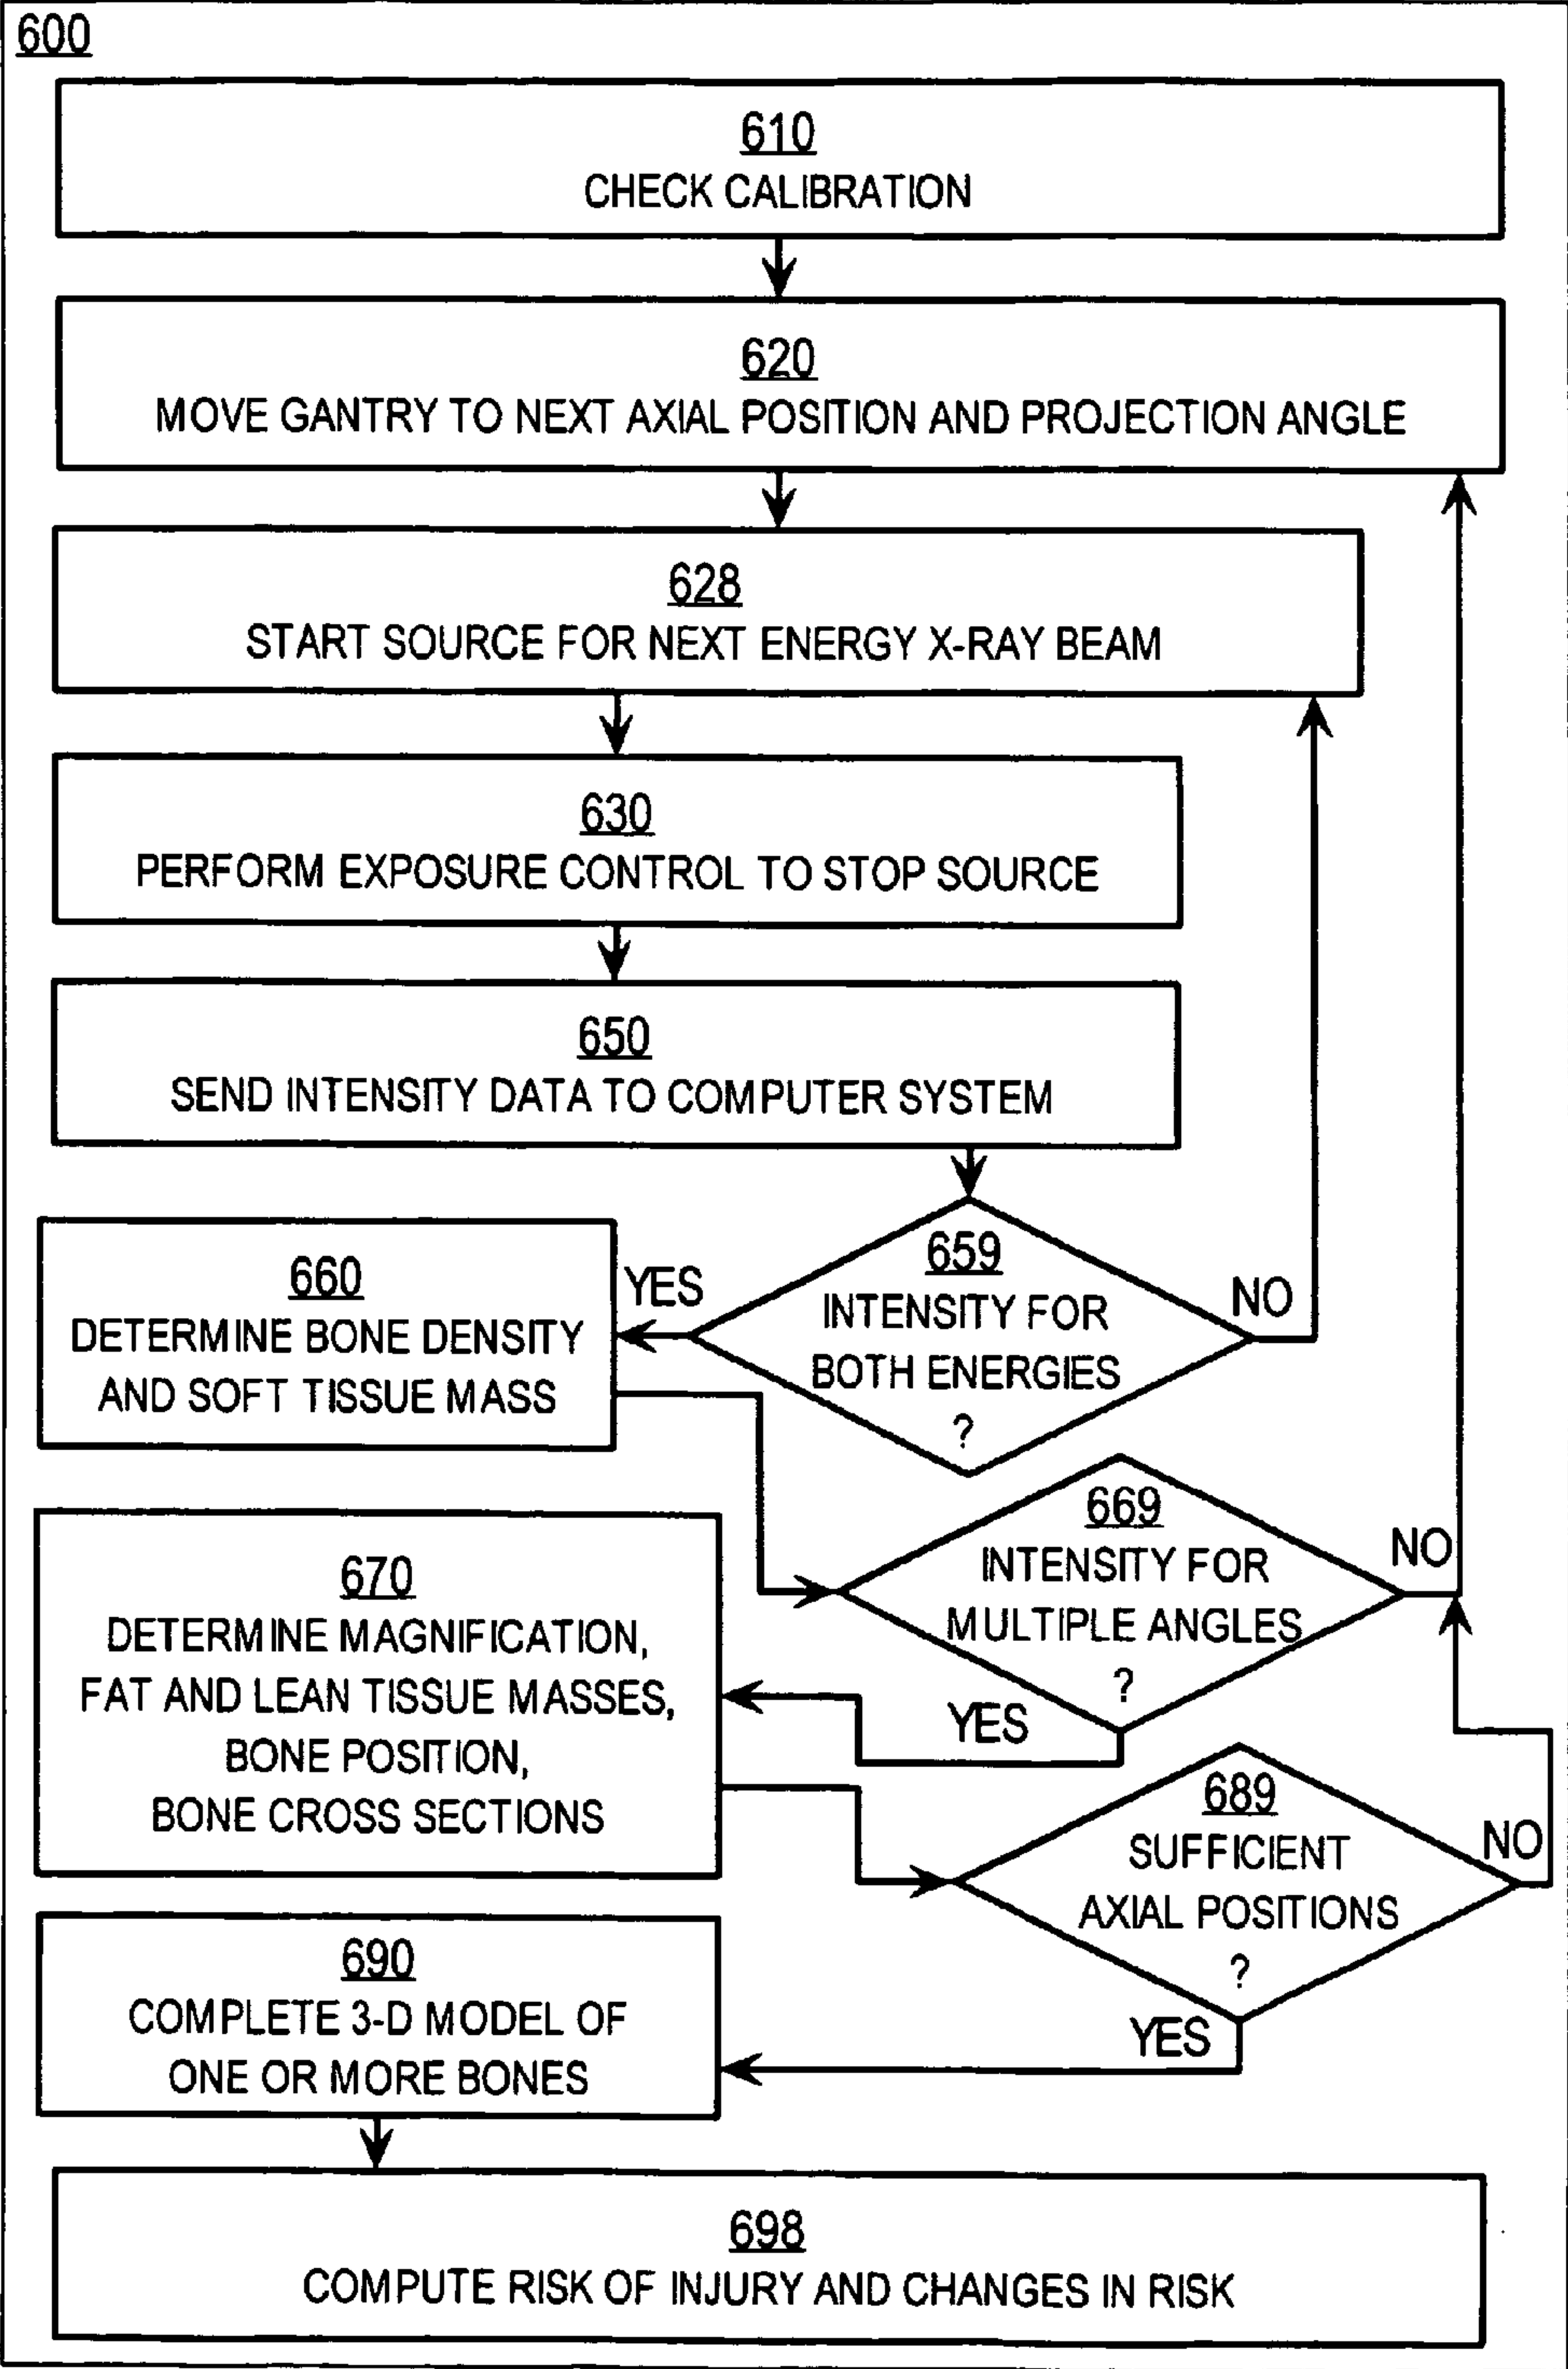 600
610
CHECK CALIBRATION
620
MOVE GANTRY TO NEXT AXIAL POSITION AND PROJECTION ANGLE
628
START SOURCE FOR NEXT ENERGY X-RAY BEAM
630
PERFORM EXPOSURE CONTROL TO STOP SOURCE
650
SEND INTENSITY DATA TO COMPUTER SYSTEM
659
INTENSITY FOR
BOTH ENERGIES
?
YES
NO
660
DETERMINE BONE DENSITY
AND SOFT TISSUE MASS
669
INTENSITY FOR
MULTIPLE ANGLES
?
NO
YES
670
DETERMINE MAGNIFICATION,
FAT AND LEAN TISSUE MASSES,
BONE POSITION,
BONE CROSS SECTIONS
689
SUFFICIENT
AXIAL POSITIONS
?
NO
YES
690
COMPLETE 3-D MODEL OF
ONE OR MORE BONES
698
COMPUTE RISK OF INJURY AND CHANGES IN RISK